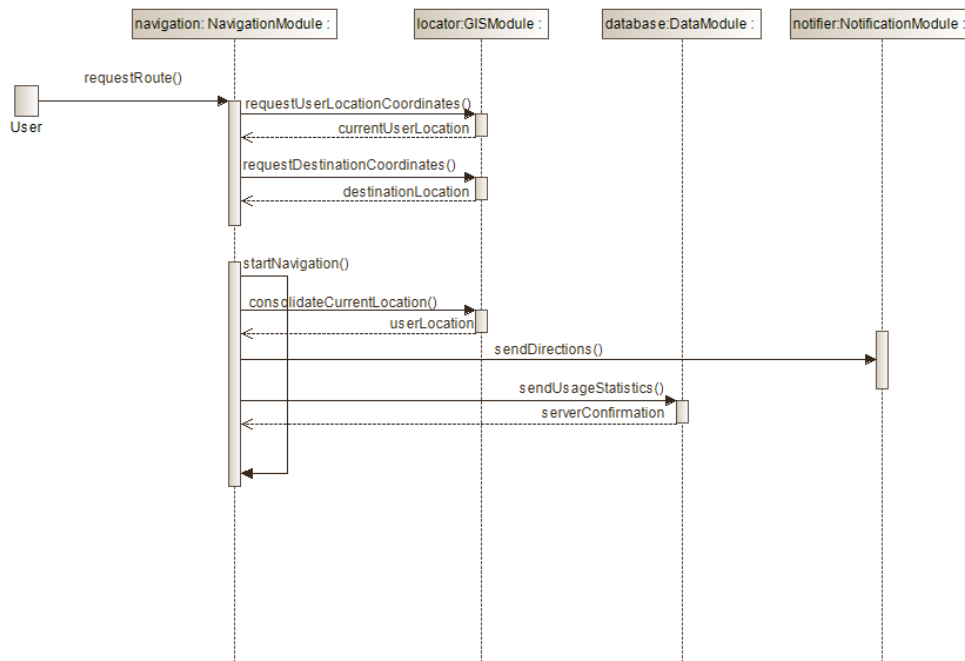 navigation: NavigationModule :
locator:GISModule :
database:DataModule :
notifier:NotificationModule :
requestRoute()
User
requestUserLocationCoordinates()
currentUserLocation
requestDestinationCoordinates()
destinationLocation
startNavigation()
consolidateCurrentLocation()
userLocation
sendDirections()
sendUsageStatistics()
serverConfirmation